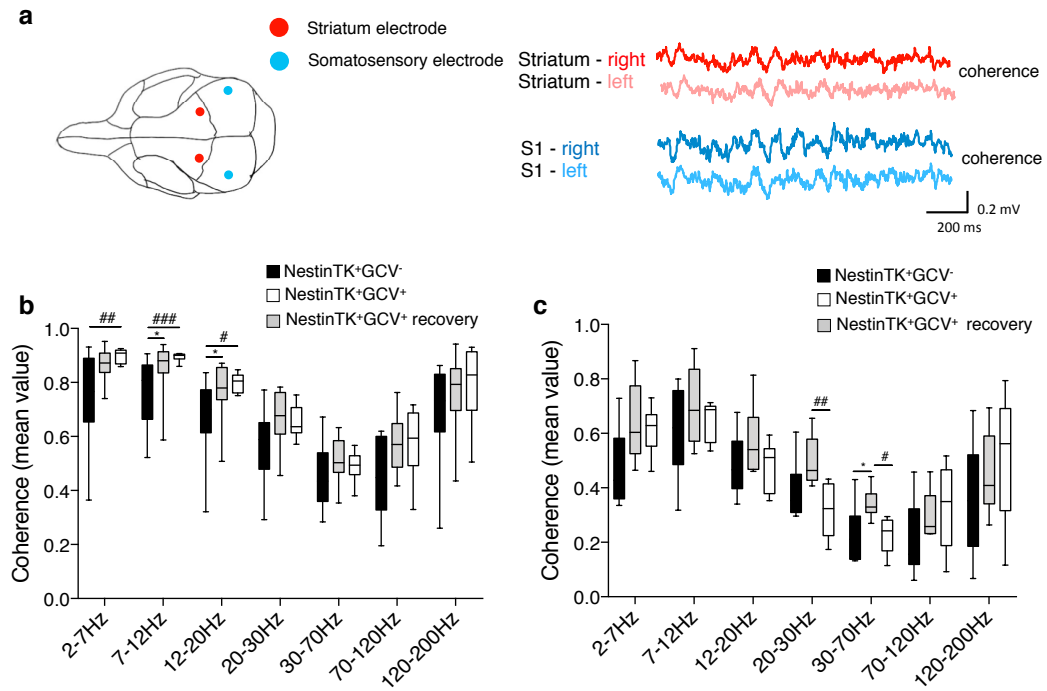 a
Striatum electrode
Somatosensory electrode
Striatum - right
Striatum - left
coherence
S1 - right
S1 - left
coherence
0.2 mV
200 ms
b
NestinTK+GCV-
NestinTK+GCV+
NestinTK+GCV+ recovery
Coherence (mean value)
1.0
0.8
0.6
0.4
0.2
0.0
##
###
*
#
*
2-7Hz
7-12Hz
12-20Hz
20-30Hz
30-70Hz
70-120Hz
120-200Hz
c
NestinTK+GCV-
NestinTK+GCV+
NestinTK+GCV+ recovery
Coherence (mean value)
1.0
0.8
0.6
0.4
0.2
0.0
##
*
#
2-7Hz
7-12Hz
12-20Hz
20-30Hz
30-70Hz
70-120Hz
120-200Hz